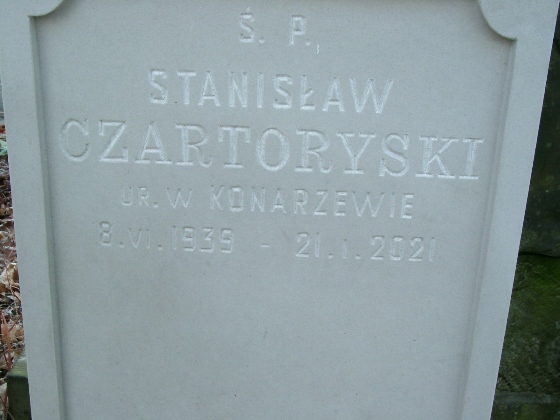 Ś. P.
STANISŁAW
CZARTORYSKI
UR. W KONARZEWIE
8.VI.1939 - 21.I.2021